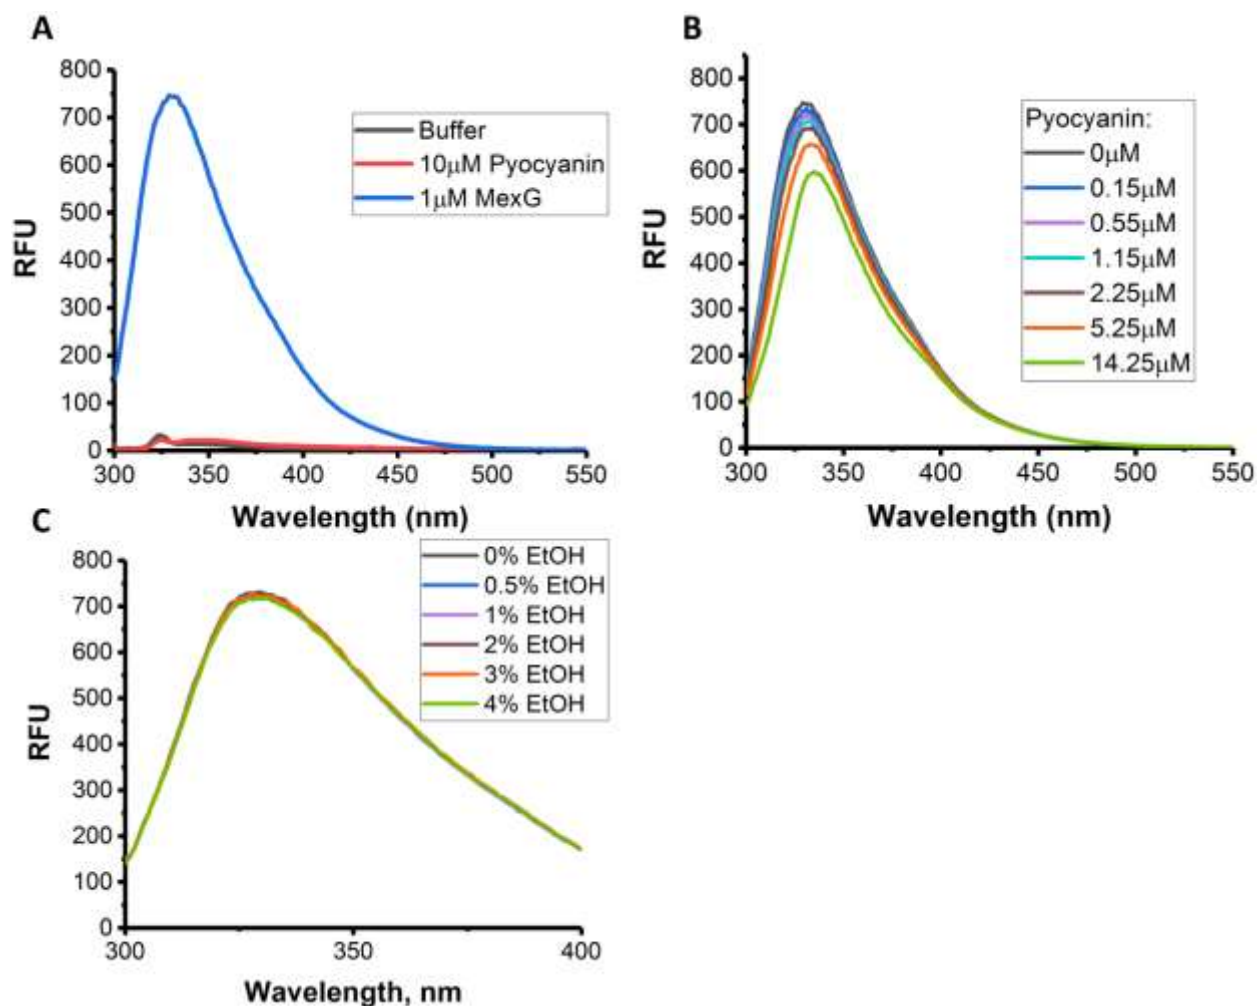 A
800
700
600
500
400
300
200
100
0
RFU
Buffer
10μM Pyocyanin
1μM MexG
300
350
400
450
500
550
Wavelength (nm)
B
800
700
600
500
400
300
200
100
0
RFU
Pyocyanin:
0μM
0.15μM
0.55μM
1.15μM
2.25μM
5.25μM
14.25μM
300
350
400
450
500
550
Wavelength (nm)
C
800
700
600
500
400
300
200
100
0
RFU
0% EtOH
0.5% EtOH
1% EtOH
2% EtOH
3% EtOH
4% EtOH
300
350
400
Wavelength, nm